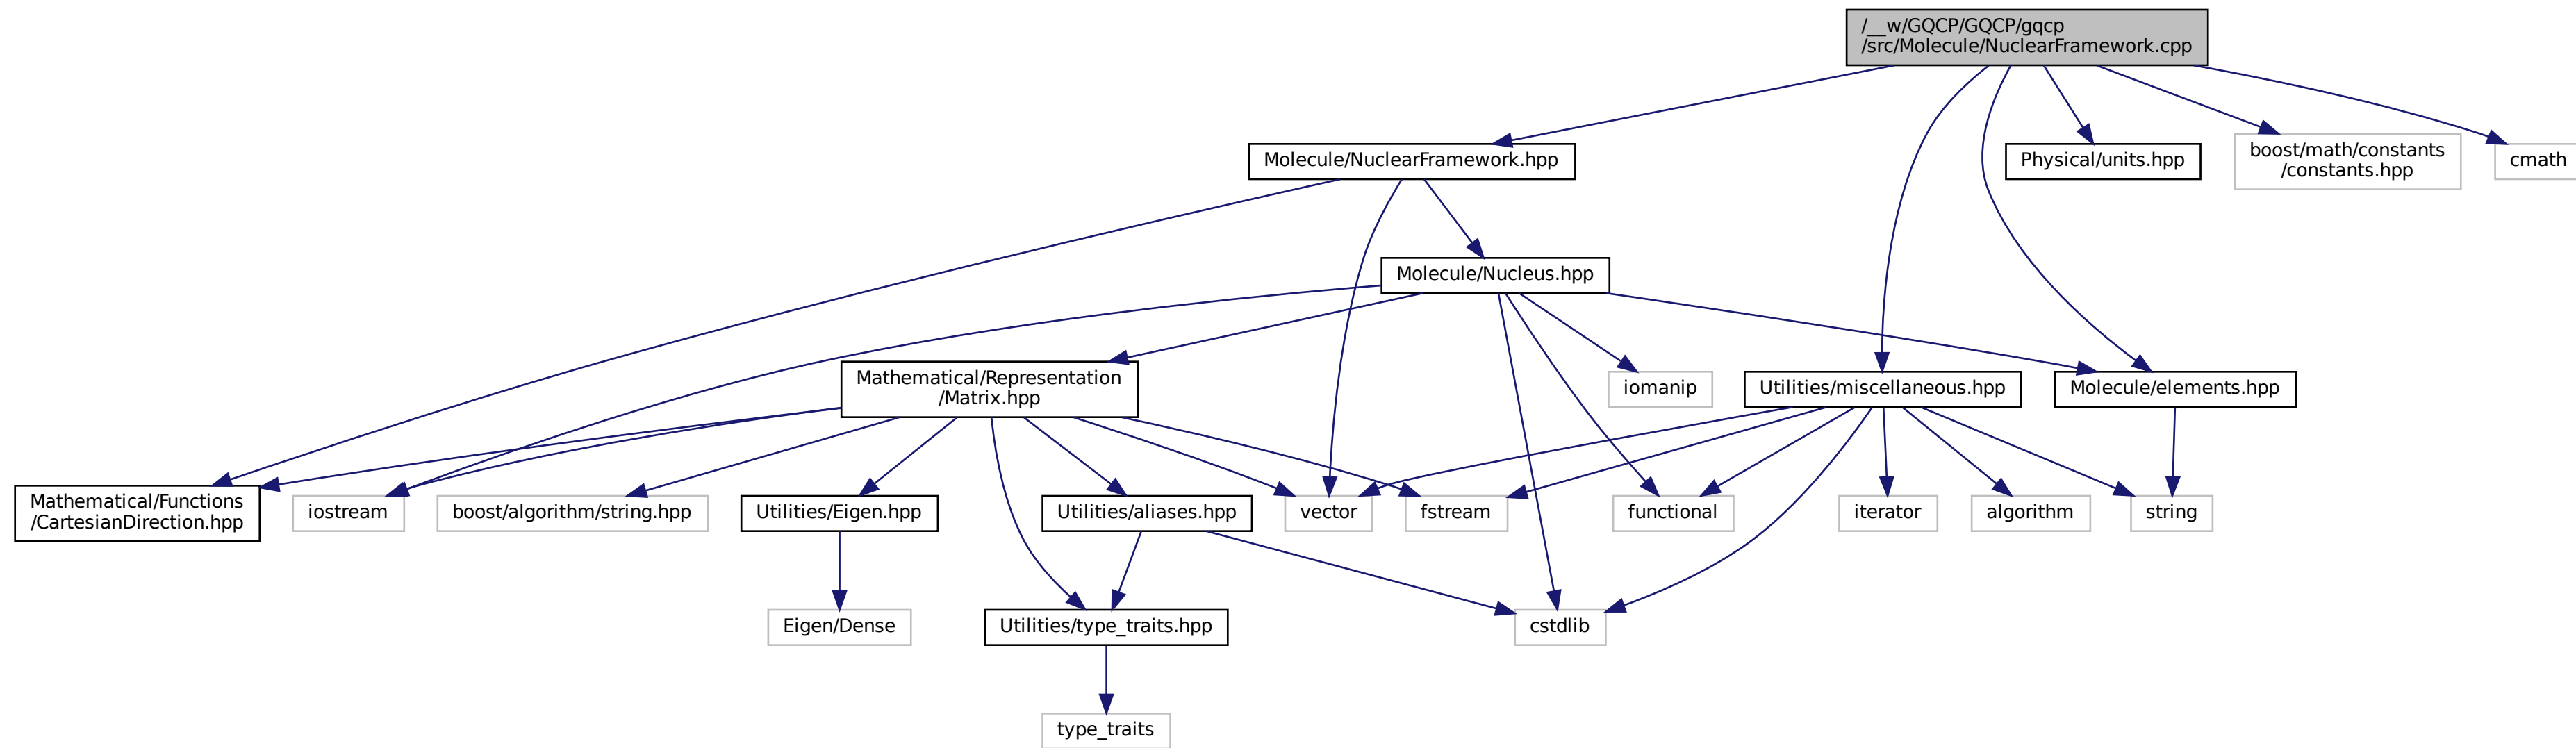 /__w/GQCP/GQCP/gqcp
/src/Molecule/NuclearFramework.cpp
Molecule/NuclearFramework.hpp
Physical/units.hpp
boost/math/constants
/constants.hpp
cmath
Molecule/Nucleus.hpp
Mathematical/Representation
/Matrix.hpp
iomanip
Utilities/miscellaneous.hpp
Molecule/elements.hpp
Mathematical/Functions
/CartesianDirection.hpp
iostream
boost/algorithm/string.hpp
Utilities/Eigen.hpp
Utilities/aliases.hpp
vector
fstream
functional
iterator
algorithm
string
Eigen/Dense
Utilities/type_traits.hpp
cstdlib
type_traits